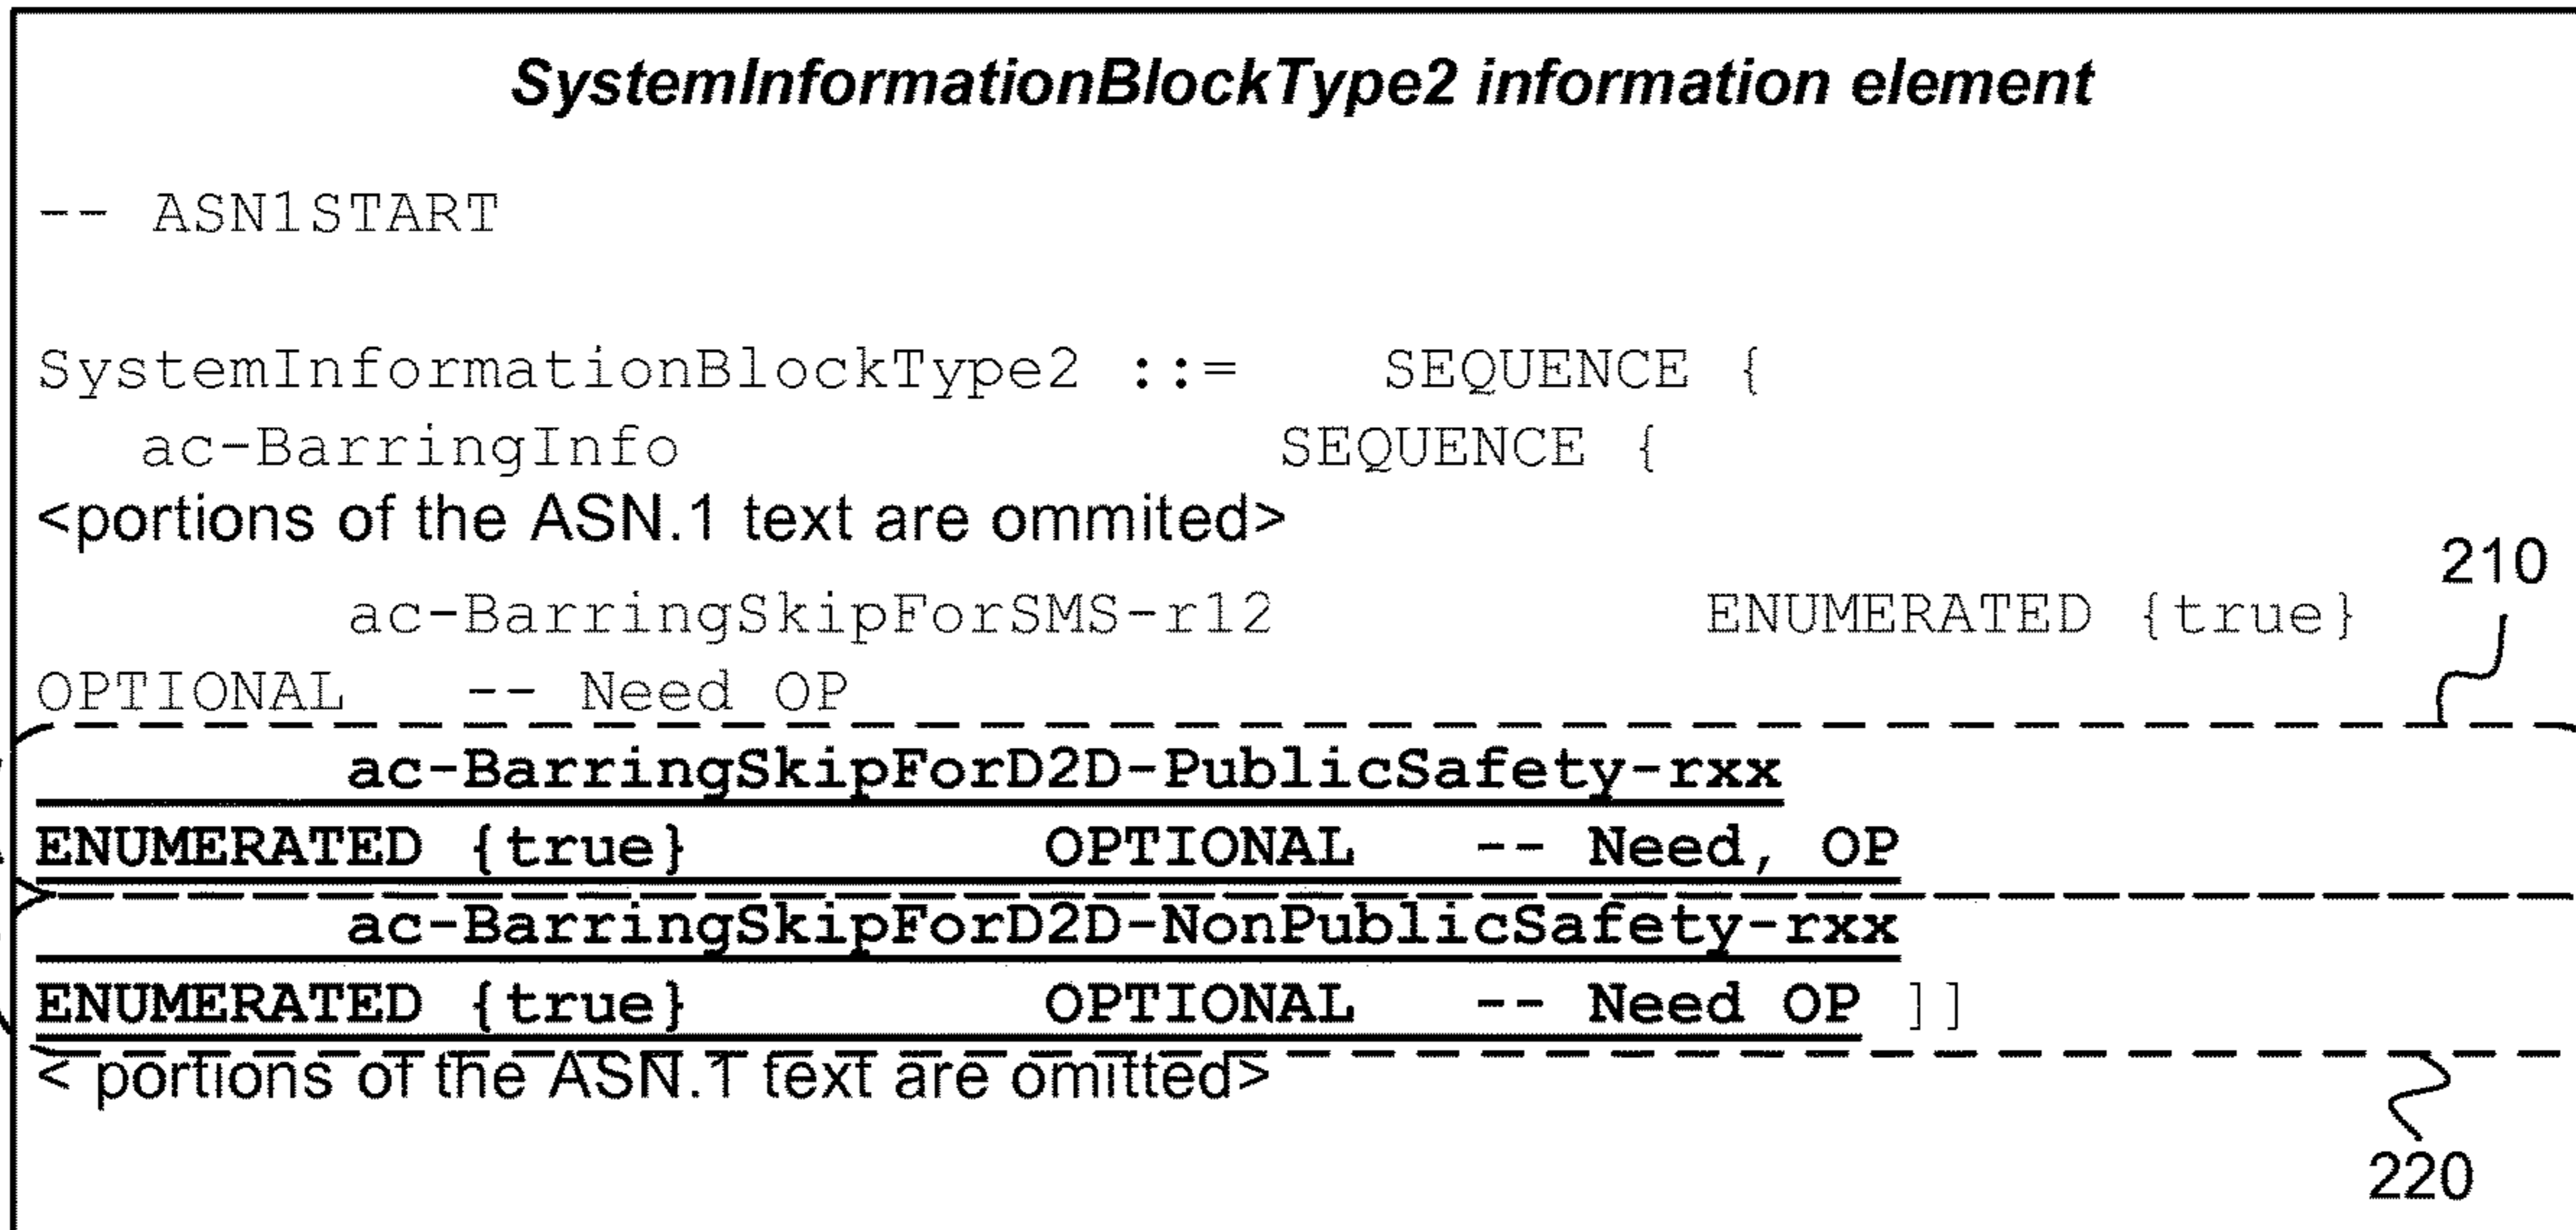 SystemInformationBlockType2 information element
-- ASN1START
SystemInformationBlockType2 ::= SEQUENCE {
ac-BarringInfo SEQUENCE {
<portions of the ASN.1 text are ommited>
210
ac-BarringSkipForSMS-r12 ENUMERATED {true}
OPTIONAL -- Need OP
ac-BarringSkipForD2D-PublicSafety-rxx
ENUMERATED {true} OPTIONAL -- Need, OP
ac-BarringSkipForD2D-NonPublicSafety-rxx
ENUMERATED {true} OPTIONAL -- Need OP ]]
< portions of the ASN.1 text are omitted>
220